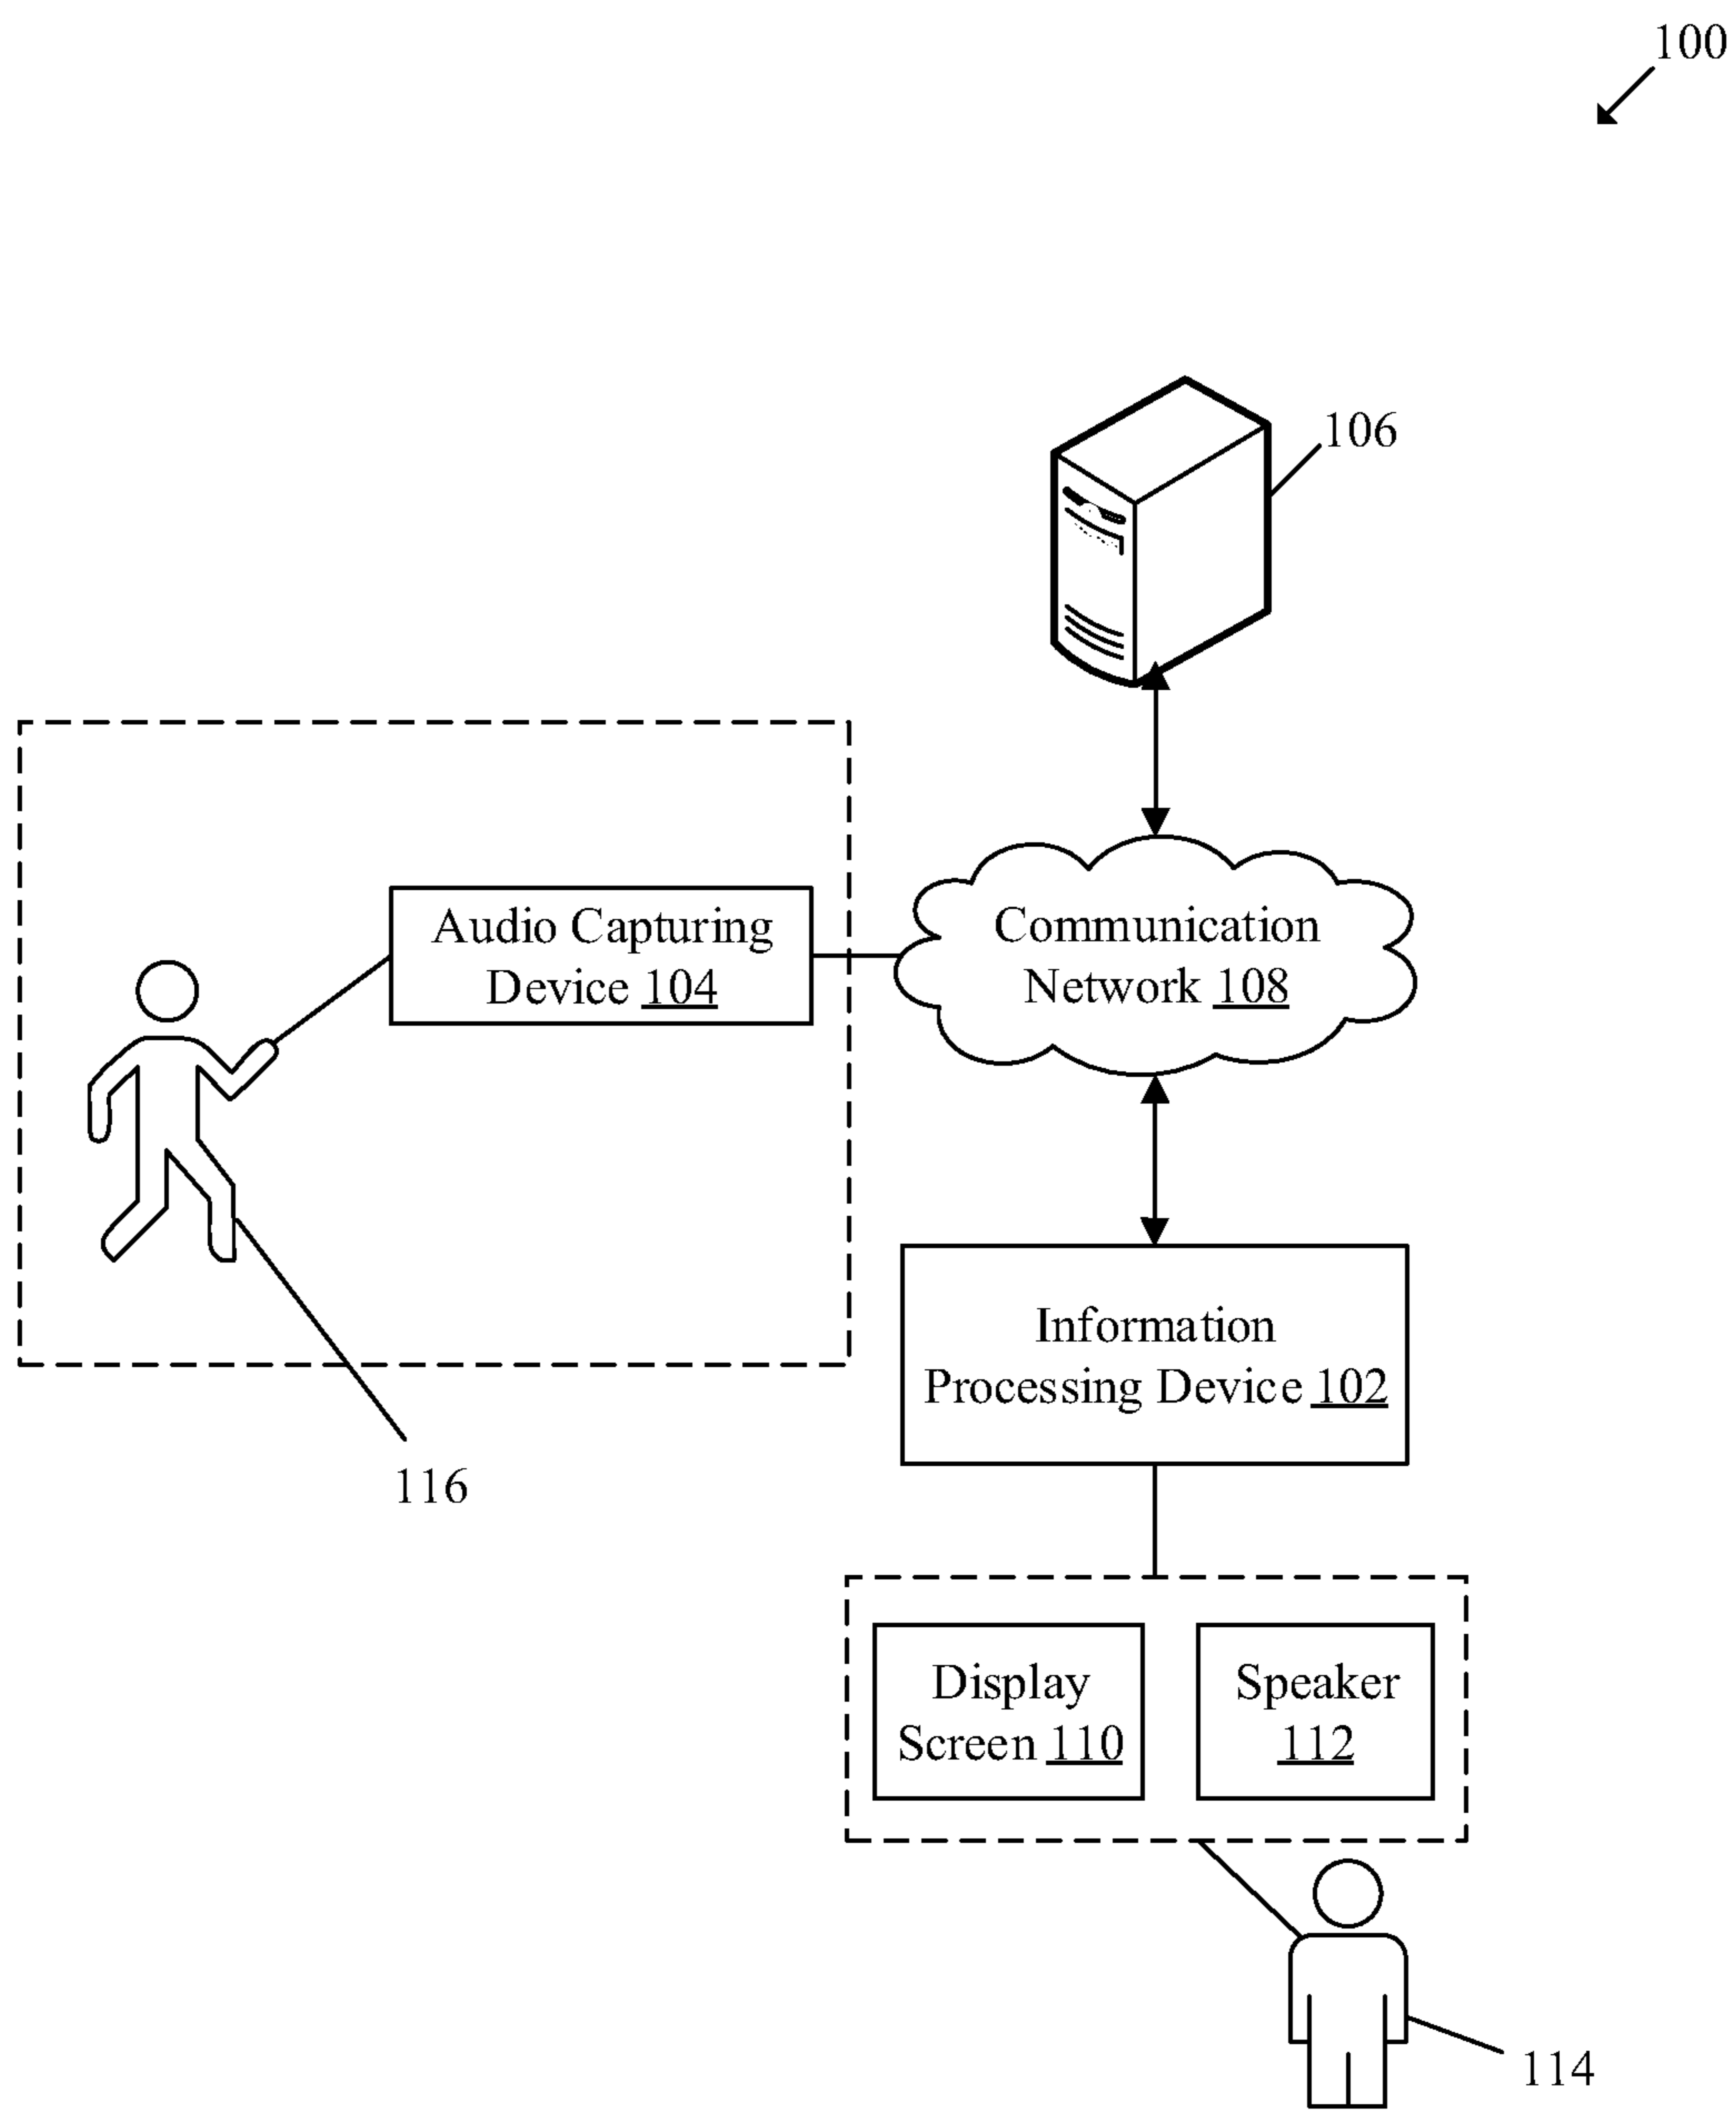 100
106
Audio Capturing
Device 104
Communication
Network 108
Information
Processing Device 102
116
Display
Screen 110
Speaker
112
114